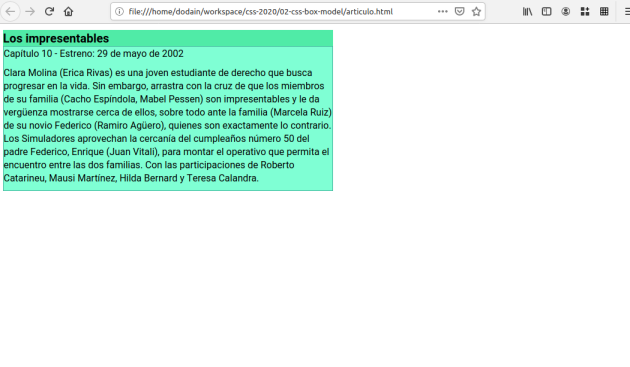 file:///home/dodain/workspace/css-2020/02-css-box-model/articulo.html
Los impresentables
Capítulo 10 - Estreno: 29 de mayo de 2002
Clara Molina (Erica Rivas) es una joven estudiante de derecho que busca
progresar en la vida. Sin embargo, arrastra con la cruz de que los miembros
de su familia (Cacho Espíndola, Mabel Pessen) son impresentables y le da
vergüenza mostrarse cerca de ellos, sobre todo ante la familia (Marcela Ruiz)
de su novio Federico (Ramiro Agüero), quienes son exactamente lo contrario.
Los Simuladores aprovechan la cercanía del cumpleaños número 50 del
padre Federico, Enrique (Juan Vitali), para montar el operativo que permita el
encuentro entre las dos familias. Con las participaciones de Roberto
Catarineu, Mausi Martínez, Hilda Bernard y Teresa Calandra.